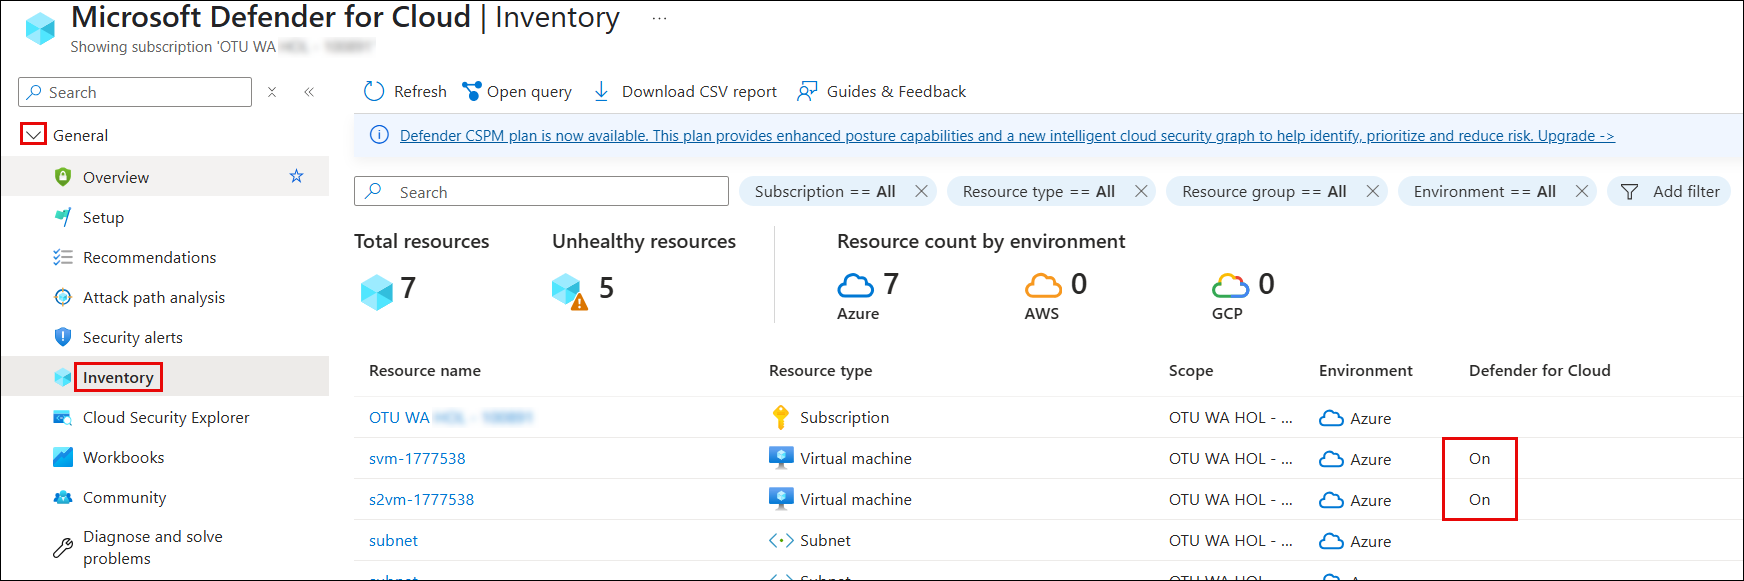 Microsoft Defender for Cloud | Inventory ...
Showing subscription 'OTU WA
Search
General
Overview
Setup
Recommendations
Attack path analysis
Security alerts
Inventory
Cloud Security Explorer
Workbooks
Community
Diagnose and solve
problems
Refresh Open query Download CSV report Guides & Feedback
Defender CSPM plan is now available. This plan provides enhanced posture capabilities and a new intelligent cloud security graph to help identify, prioritize and reduce risk. Upgrade ->
Search Subscription == All Resource type == All Resource group == All Environment == All Add filter
Total resources Unhealthy resources Resource count by environment
7 5 7 0 0
Azure AWS GCP
Resource name Resource type Scope Environment Defender for Cloud
OTU WA Subscription OTU WA HOL - ... Azure
svm-1777538 Virtual machine OTU WA HOL - ... Azure On
s2vm-1777538 Virtual machine OTU WA HOL - ... Azure On
subnet Subnet OTU WA HOL - ... Azure